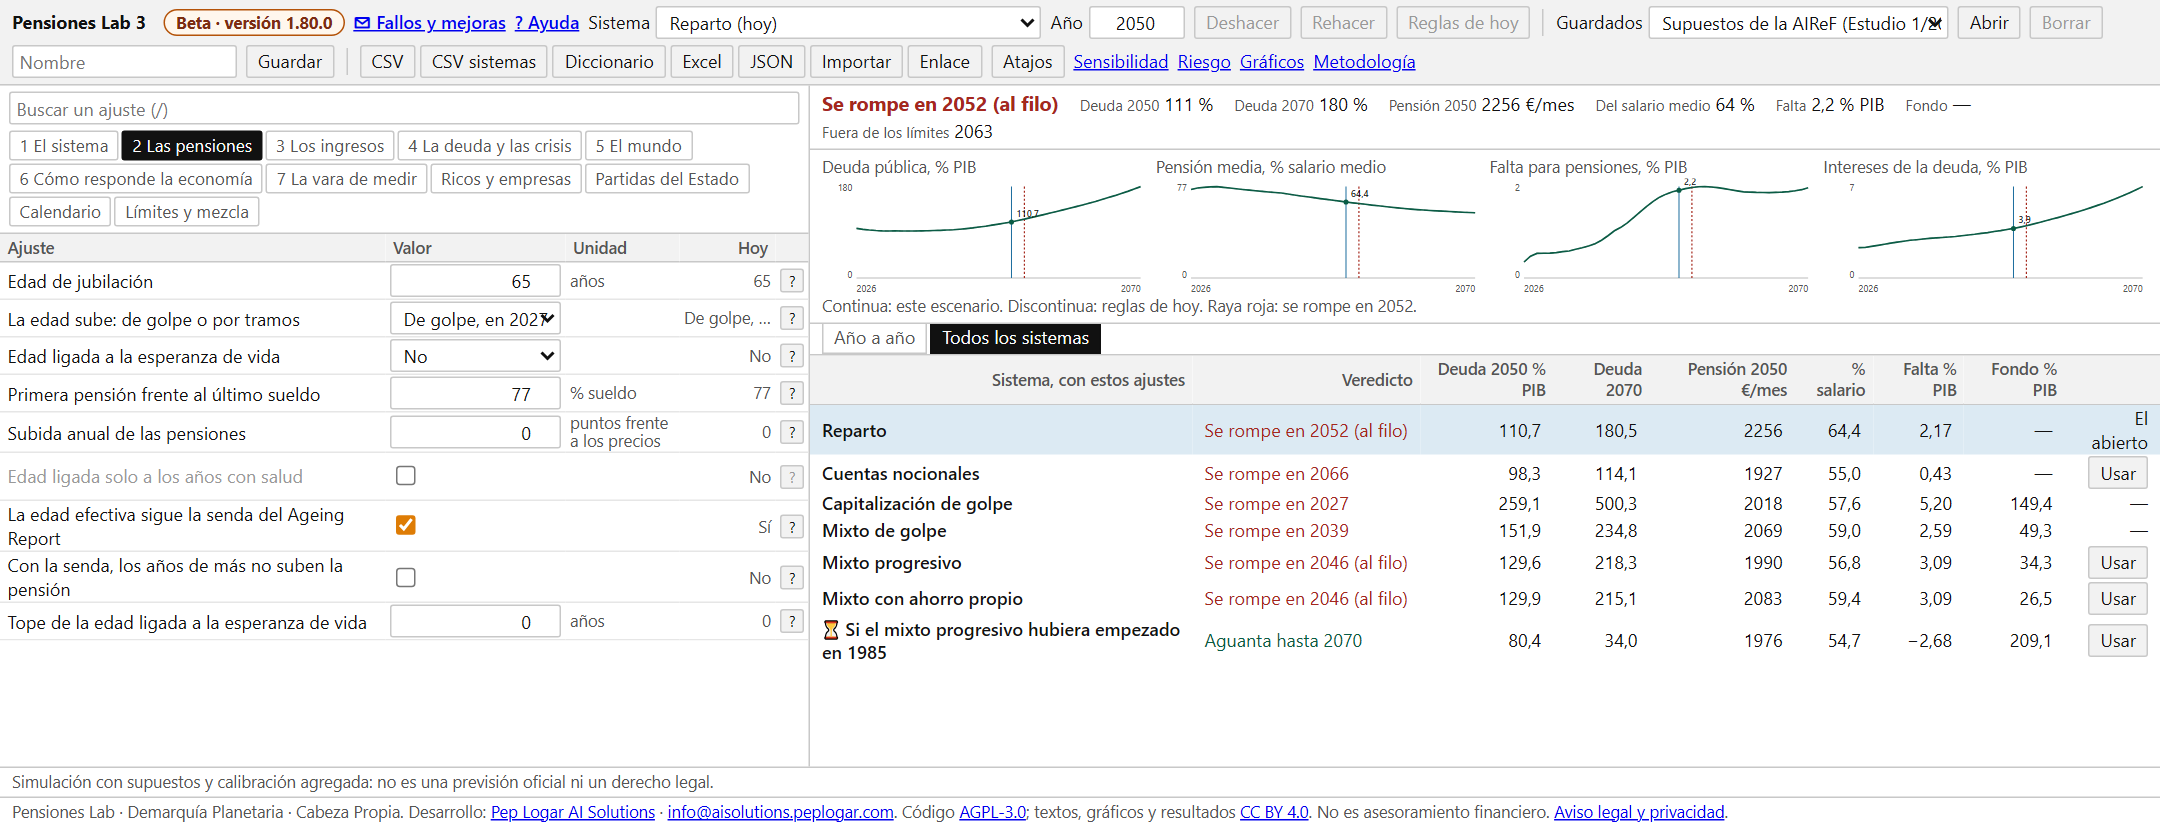 Pensiones Lab 3 Beta · versión 1.80.0 Fallos y mejoras ? Ayuda Sistema Reparto (hoy) Año 2050 Deshacer Rehacer Reglas de hoy Guardados Supuestos de la AIReF (Estudio 1/2 Abrir Borrar
Nombre Guardar CSV CSV sistemas Diccionario Excel JSON Importar Enlace Atajos Sensibilidad Riesgo Gráficos Metodología
Buscar un ajuste (/)
1 El sistema 2 Las pensiones 3 Los ingresos 4 La deuda y las crisis 5 El mundo
6 Cómo responde la economía 7 La vara de medir Ricos y empresas Partidas del Estado
Calendario Límites y mezcla
Ajuste Valor Unidad Hoy
Edad de jubilación 65 años 65 ?
La edad sube: de golpe o por tramos De golpe, en 2027 De golpe, ... ?
Edad ligada a la esperanza de vida No No ?
Primera pensión frente al último sueldo 77 % sueldo 77 ?
Subida anual de las pensiones 0 puntos frente a los precios 0 ?
Edad ligada solo a los años con salud No ?
La edad efectiva sigue la senda del Ageing Report Sí ?
Con la senda, los años de más no suben la pensión No ?
Tope de la edad ligada a la esperanza de vida 0 años 0 ?
Se rompe en 2052 (al filo) Deuda 2050 111 % Deuda 2070 180 % Pensión 2050 2256 €/mes Del salario medio 64 % Falta 2,2 % PIB Fondo —
Fuera de los límites 2063
Deuda pública, % PIB Pensión media, % salario medio Falta para pensiones, % PIB Intereses de la deuda, % PIB
180 110,7 0 2026 2070
77 64,4 0 2026 2070
2 2,2 0 2026 2070
7 3,9 0 2026 2070
Continua: este escenario. Discontinua: reglas de hoy. Raya roja: se rompe en 2052.
Año a año Todos los sistemas
Sistema, con estos ajustes Veredicto Deuda 2050 % PIB Deuda 2070 Pensión 2050 €/mes % salario Falta % PIB Fondo % PIB
Reparto Se rompe en 2052 (al filo) 110,7 180,5 2256 64,4 2,17 — El abierto
Cuentas nocionales Se rompe en 2066 98,3 114,1 1927 55,0 0,43 — Usar
Capitalización de golpe Se rompe en 2027 259,1 500,3 2018 57,6 5,20 149,4 —
Mixto de golpe Se rompe en 2039 151,9 234,8 2069 59,0 2,59 49,3 —
Mixto progresivo Se rompe en 2046 (al filo) 129,6 218,3 1990 56,8 3,09 34,3 Usar
Mixto con ahorro propio Se rompe en 2046 (al filo) 129,9 215,1 2083 59,4 3,09 26,5 Usar
⏳ Si el mixto progresivo hubiera empezado en 1985 Aguanta hasta 2070 80,4 34,0 1976 54,7 −2,68 209,1 Usar
Simulación con supuestos y calibración agregada: no es una previsión oficial ni un derecho legal.
Pensiones Lab · Demarquía Planetaria · Cabeza Propia. Desarrollo: Pep Logar AI Solutions · info@aisolutions.peplogar.com. Código AGPL-3.0; textos, gráficos y resultados CC BY 4.0. No es asesoramiento financiero. Aviso legal y privacidad.